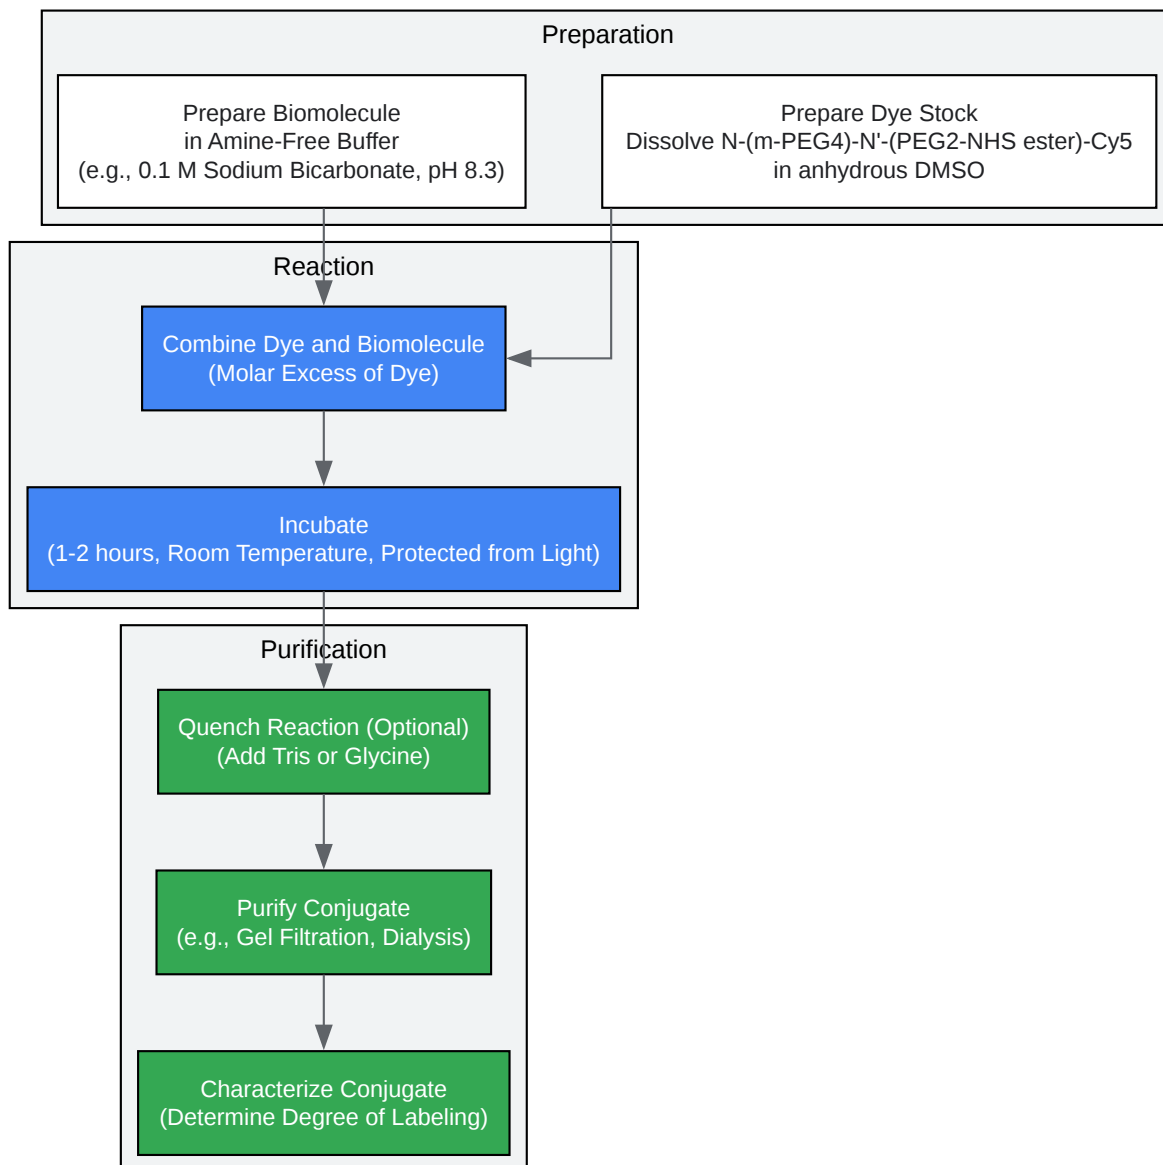 Preparation
Prepare Biomolecule
in Amine-Free Buffer
(e.g., 0.1 M Sodium Bicarbonate, pH 8.3)
Prepare Dye Stock
Dissolve N-(m-PEG4)-N'-(PEG2-NHS ester)-Cy5
in anhydrous DMSO
Reaction
Combine Dye and Biomolecule
(Molar Excess of Dye)
Incubate
(1-2 hours, Room Temperature, Protected from Light)
Purification
Quench Reaction (Optional)
(Add Tris or Glycine)
Purify Conjugate
(e.g., Gel Filtration, Dialysis)
Characterize Conjugate
(Determine Degree of Labeling)